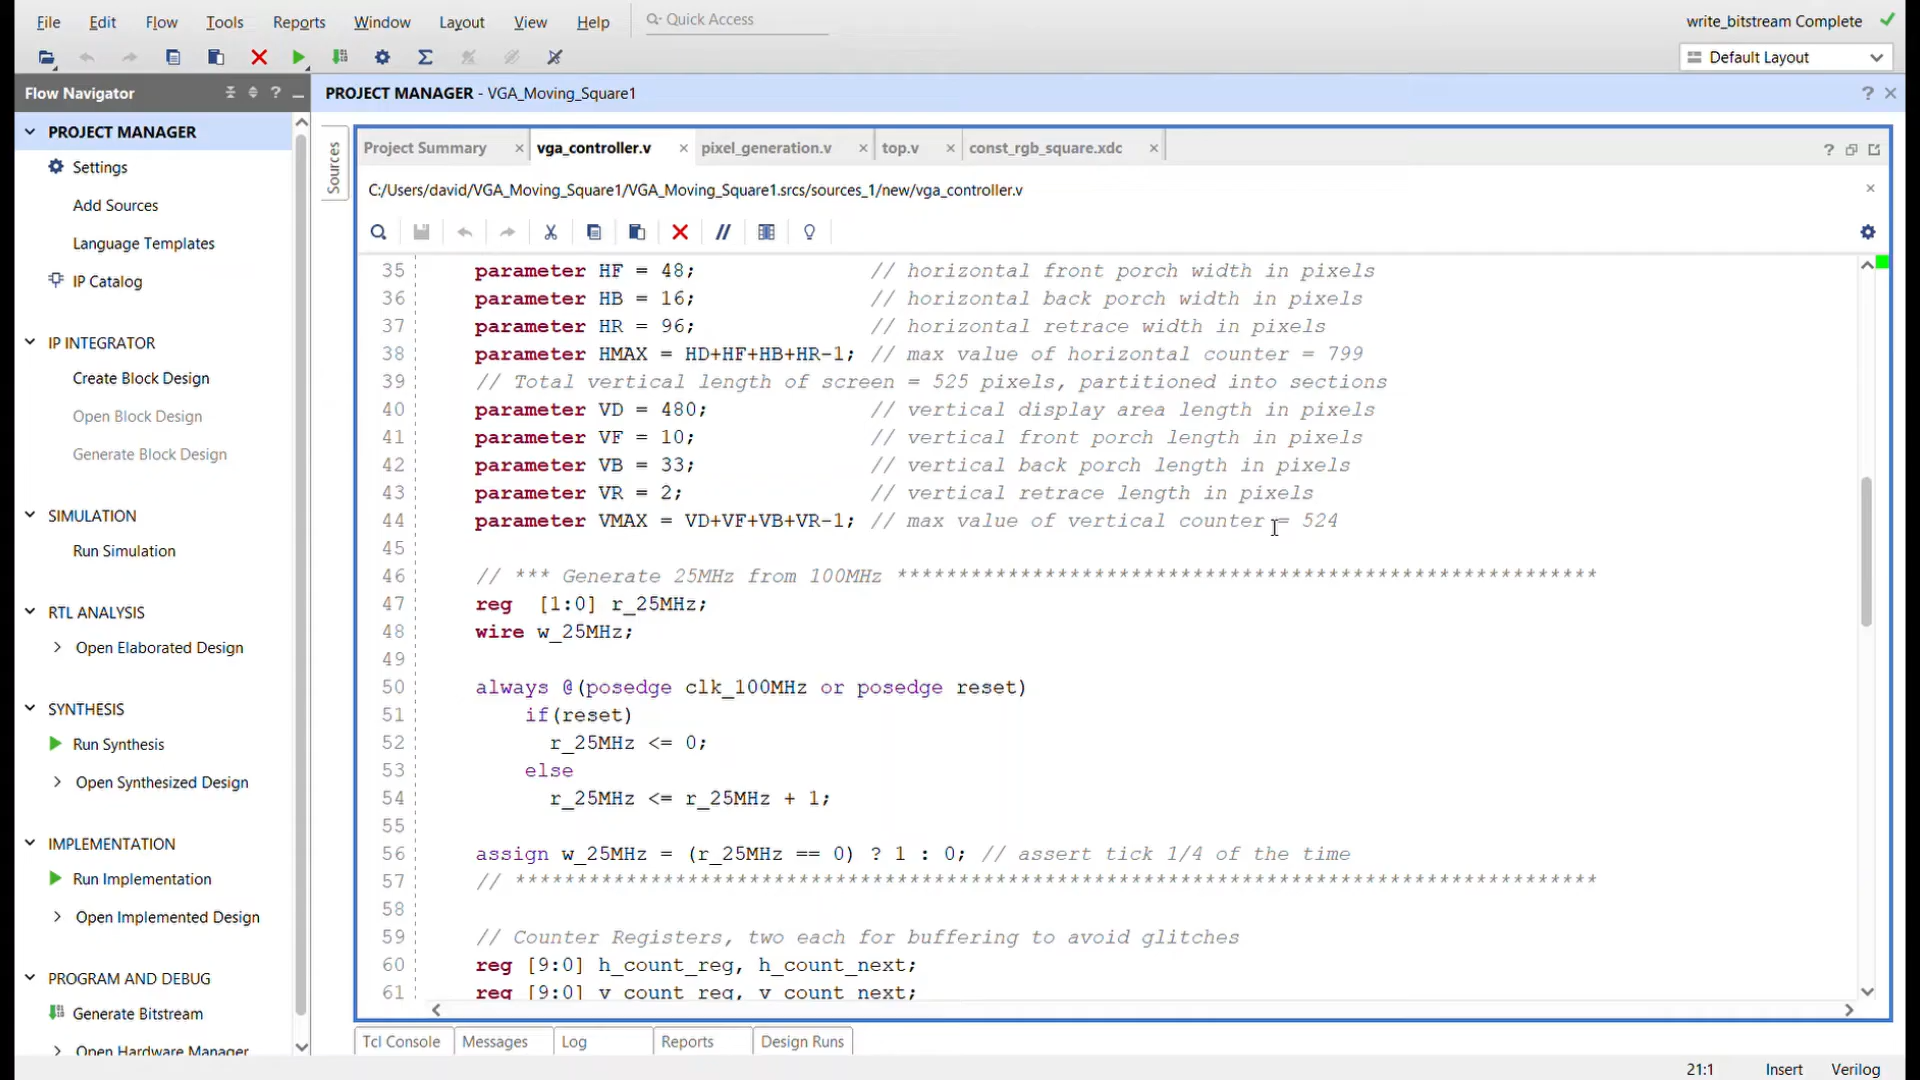 File Edit Flow Tools Reports Window Layout View Help Quick Access write_bitstream Complete
Default Layout
Flow Navigator ? PROJECT MANAGER - VGA_Moving_Square1 ?
PROJECT MANAGER
Settings
Add Sources
Language Templates
IP Catalog
IP INTEGRATOR
Create Block Design
Open Block Design
Generate Block Design
SIMULATION
Run Simulation
RTL ANALYSIS
Open Elaborated Design
SYNTHESIS
Run Synthesis
Open Synthesized Design
IMPLEMENTATION
Run Implementation
Open Implemented Design
PROGRAM AND DEBUG
Generate Bitstream
Open Hardware Manager
Sources
Project Summary vga_controller.v pixel_generation.v top.v const_rgb_square.xdc ?
C:/Users/david/VGA_Moving_Square1/VGA_Moving_Square1.srcs/sources_1/new/vga_controller.v
35 parameter HF = 48; // horizontal front porch width in pixels
36 parameter HB = 16; // horizontal back porch width in pixels
37 parameter HR = 96; // horizontal retrace width in pixels
38 parameter HMAX = HD+HF+HB+HR-1; // max value of horizontal counter = 799
39 // Total vertical length of screen = 525 pixels, partitioned into sections
40 parameter VD = 480; // vertical display area length in pixels
41 parameter VF = 10; // vertical front porch length in pixels
42 parameter VB = 33; // vertical back porch length in pixels
43 parameter VR = 2; // vertical retrace length in pixels
44 parameter VMAX = VD+VF+VB+VR-1; // max value of vertical counter = 524
45
46 // *** Generate 25MHz from 100MHz *********************************************************
47 reg [1:0] r_25MHz;
48 wire w_25MHz;
49
50 always @(posedge clk_100MHz or posedge reset)
51 if(reset)
52 r_25MHz <= 0;
53 else
54 r_25MHz <= r_25MHz + 1;
55
56 assign w_25MHz = (r_25MHz == 0) ? 1 : 0; // assert tick 1/4 of the time
57 // ****************************************************************************************
58
59 // Counter Registers, two each for buffering to avoid glitches
60 reg [9:0] h_count_reg, h_count_next;
61 reg [9:0] v_count_reg, v_count_next;
Tcl Console Messages Log Reports Design Runs
21:1 Insert Verilog